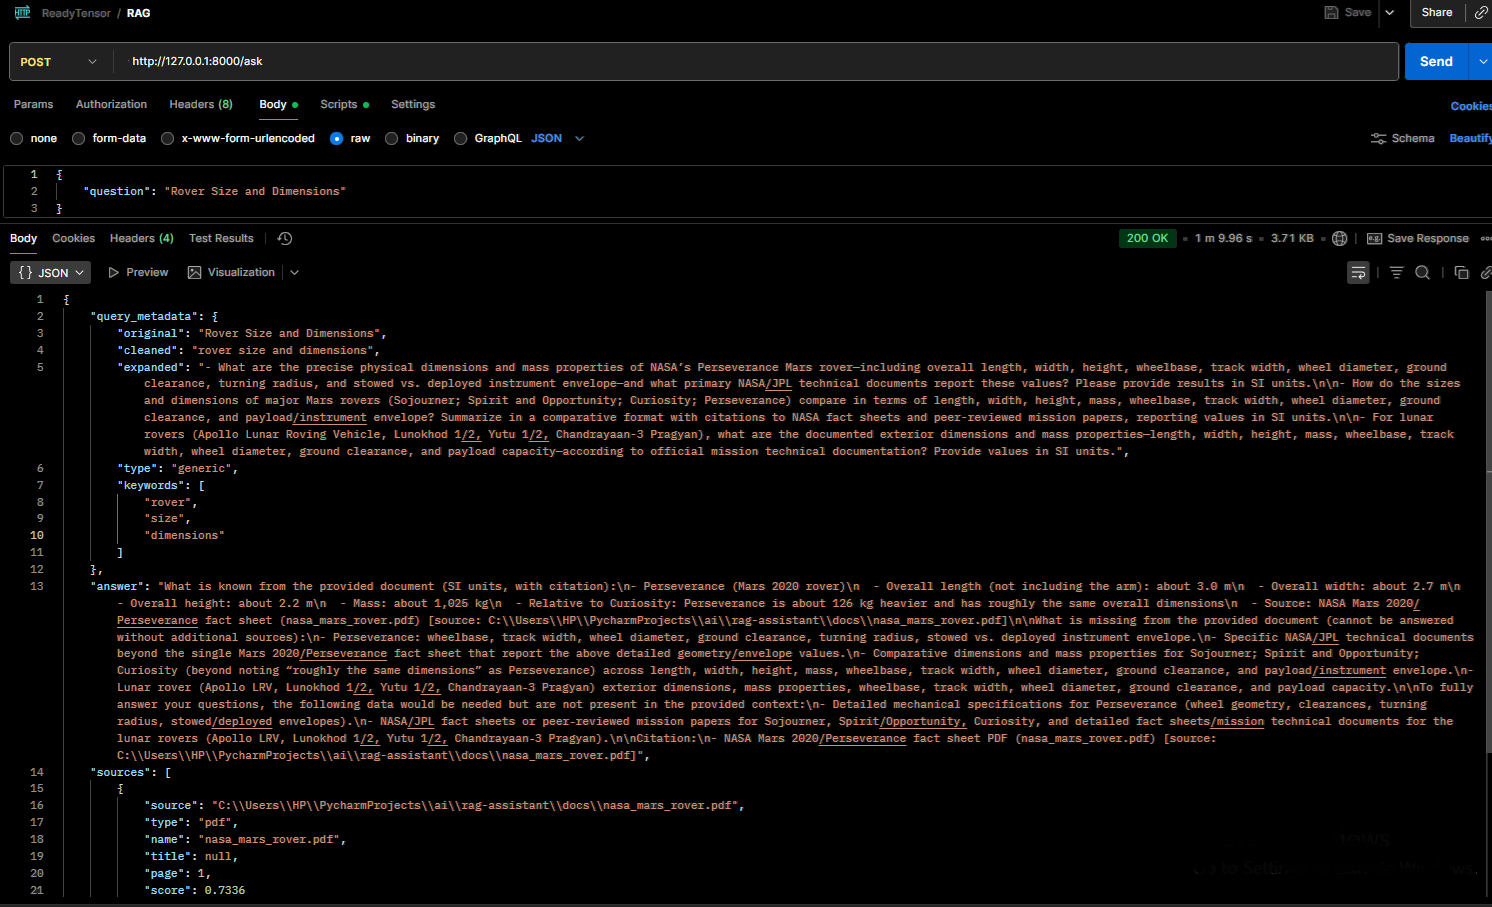 HTTP ReadyTensor / RAG Save Share
POST http://127.0.0.1:8000/ask Send
Params Authorization Headers (8) Body Scripts Settings Cookies
none form-data x-www-form-urlencoded raw binary GraphQL JSON Schema Beautify
1 {
2 "question": "Rover Size and Dimensions"
3 }
Body Cookies Headers (4) Test Results 200 OK 1 m 9.96 s 3.71 KB e.g. Save Response
{} JSON Preview Visualization
1 {
2 "query_metadata": {
3 "original": "Rover Size and Dimensions",
4 "cleaned": "rover size and dimensions",
5 "expanded": "- What are the precise physical dimensions and mass properties of NASA’s Perseverance Mars rover—including overall length, width, height, wheelbase, track width, wheel diameter, ground
clearance, turning radius, and stowed vs. deployed instrument envelope—and what primary NASA/JPL technical documents report these values? Please provide results in SI units.\n\n- How do the sizes
and dimensions of major Mars rovers (Sojourner; Spirit and Opportunity; Curiosity; Perseverance) compare in terms of length, width, height, mass, wheelbase, track width, wheel diameter, ground
clearance, and payload/instrument envelope? Summarize in a comparative format with citations to NASA fact sheets and peer-reviewed mission papers, reporting values in SI units.\n\n- For lunar
rovers (Apollo Lunar Roving Vehicle, Lunokhod 1/2, Yutu 1/2, Chandrayaan-3 Pragyan), what are the documented exterior dimensions and mass properties—length, width, height, mass, wheelbase, track
width, wheel diameter, ground clearance, and payload capacity—according to official mission technical documentation? Provide values in SI units.",
6 "type": "generic",
7 "keywords": [
8 "rover",
9 "size",
10 "dimensions"
11 ]
12 },
13 "answer": "What is known from the provided document (SI units, with citation):\n- Perseverance (Mars 2020 rover)\n - Overall length (not including the arm): about 3.0 m\n - Overall width: about 2.7 m\n
- Overall height: about 2.2 m\n - Mass: about 1,025 kg\n - Relative to Curiosity: Perseverance is about 126 kg heavier and has roughly the same overall dimensions\n - Source: NASA Mars 2020/
Perseverance fact sheet (nasa_mars_rover.pdf) [source: C:\\Users\\HP\\PycharmProjects\\ai\\rag-assistant\\docs\\nasa_mars_rover.pdf]\n\nWhat is missing from the provided document (cannot be answered
without additional sources):\n- Perseverance: wheelbase, track width, wheel diameter, ground clearance, turning radius, stowed vs. deployed instrument envelope.\n- Specific NASA/JPL technical documents
beyond the single Mars 2020/Perseverance fact sheet that report the above detailed geometry/envelope values.\n- Comparative dimensions and mass properties for Sojourner; Spirit and Opportunity;
Curiosity (beyond noting “roughly the same dimensions” as Perseverance) across length, width, height, mass, wheelbase, track width, wheel diameter, ground clearance, and payload/instrument envelope.\n-
Lunar rover (Apollo LRV, Lunokhod 1/2, Yutu 1/2, Chandrayaan-3 Pragyan) exterior dimensions, mass properties, wheelbase, track width, wheel diameter, ground clearance, and payload capacity.\n\nTo fully
answer your questions, the following data would be needed but are not present in the provided context:\n- Detailed mechanical specifications for Perseverance (wheel geometry, clearances, turning
radius, stowed/deployed envelopes).\n- NASA/JPL fact sheets or peer-reviewed mission papers for Sojourner, Spirit/Opportunity, Curiosity, and detailed fact sheets/mission technical documents for the
lunar rovers (Apollo LRV, Lunokhod 1/2, Yutu 1/2, Chandrayaan-3 Pragyan).\n\nCitation:\n- NASA Mars 2020/Perseverance fact sheet PDF (nasa_mars_rover.pdf) [source:
C:\\Users\\HP\\PycharmProjects\\ai\\rag-assistant\\docs\\nasa_mars_rover.pdf]",
14 "sources": [
15 {
16 "source": "C:\\Users\\HP\\PycharmProjects\\ai\\rag-assistant\\docs\\nasa_mars_rover.pdf",
17 "type": "pdf",
18 "name": "nasa_mars_rover.pdf",
19 "title": null,
20 "page": 1,
21 "score": 0.7336